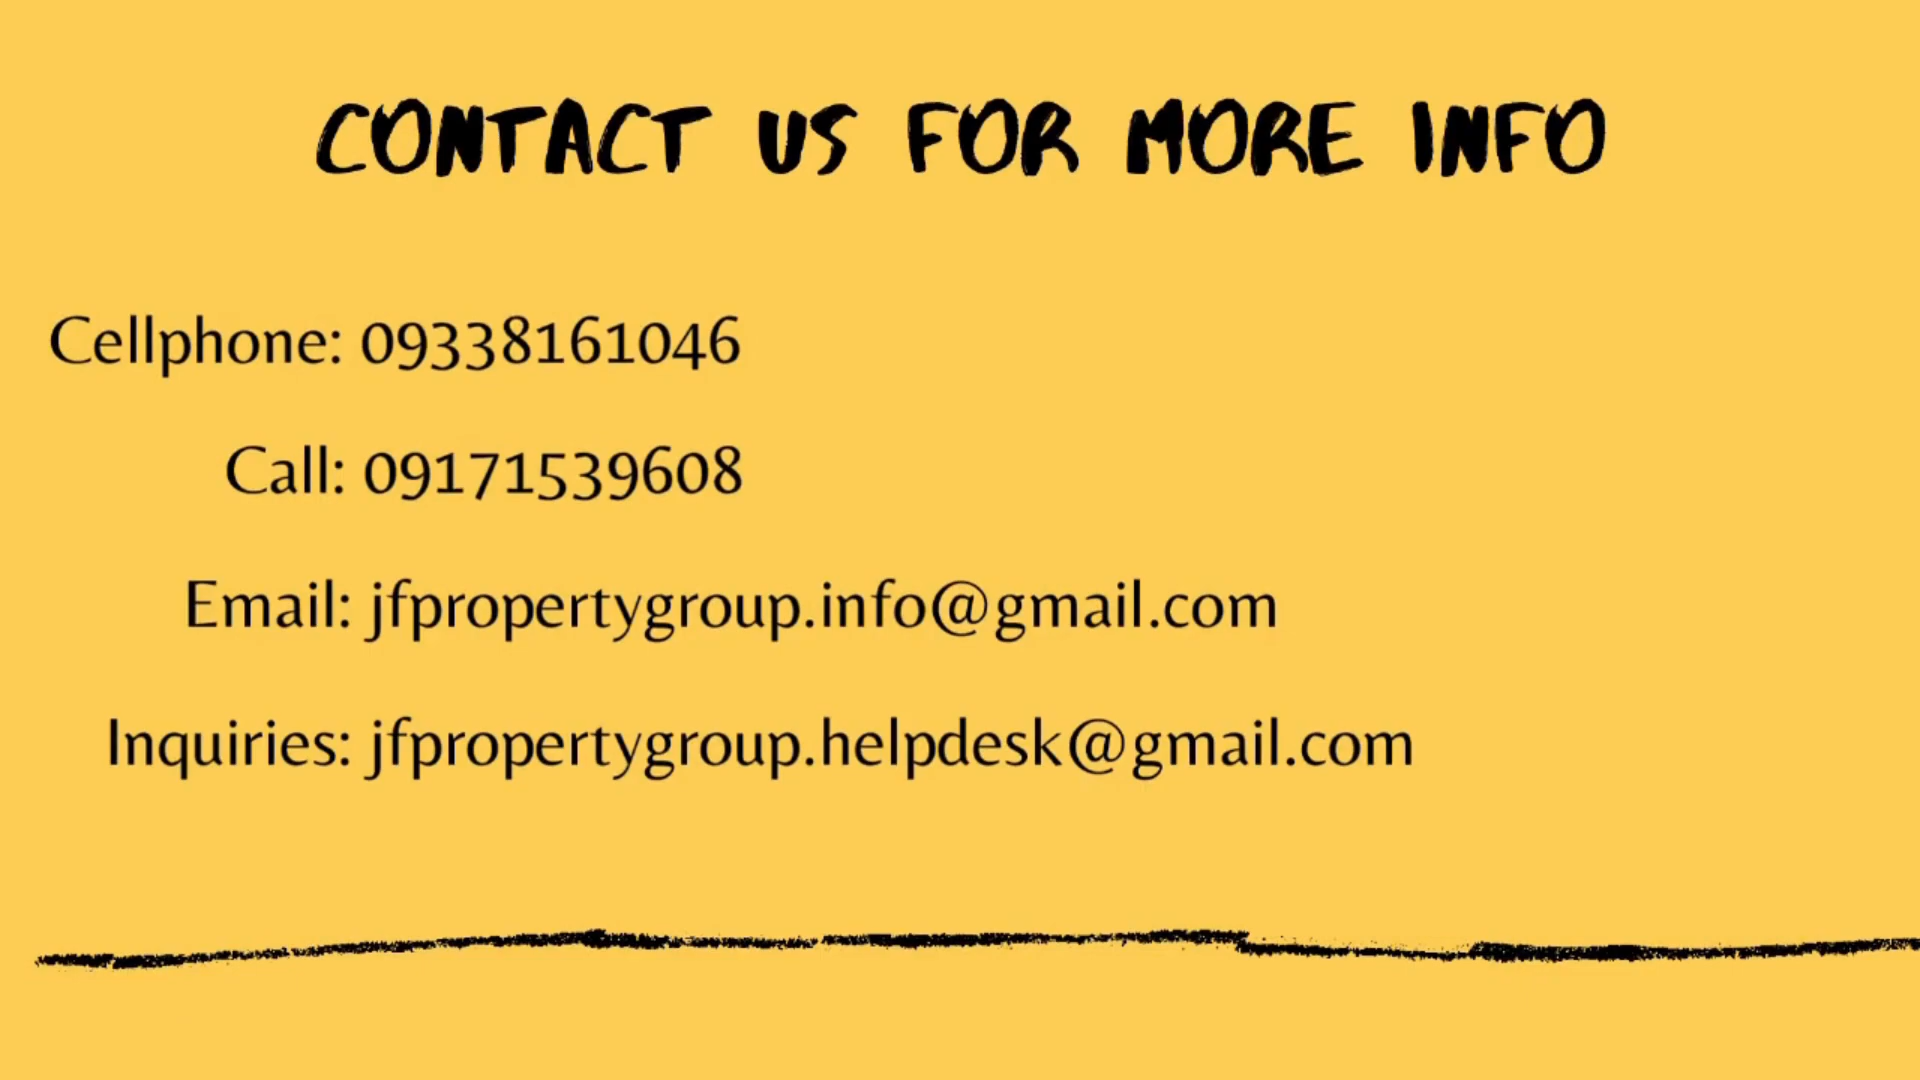 CONTACT US FOR MORE INFO
Cellphone: 09338161046
Call: 09171539608
Email: jfpropertygroup.info@gmail.com
Inquiries: jfpropertygroup.helpdesk@gmail.com